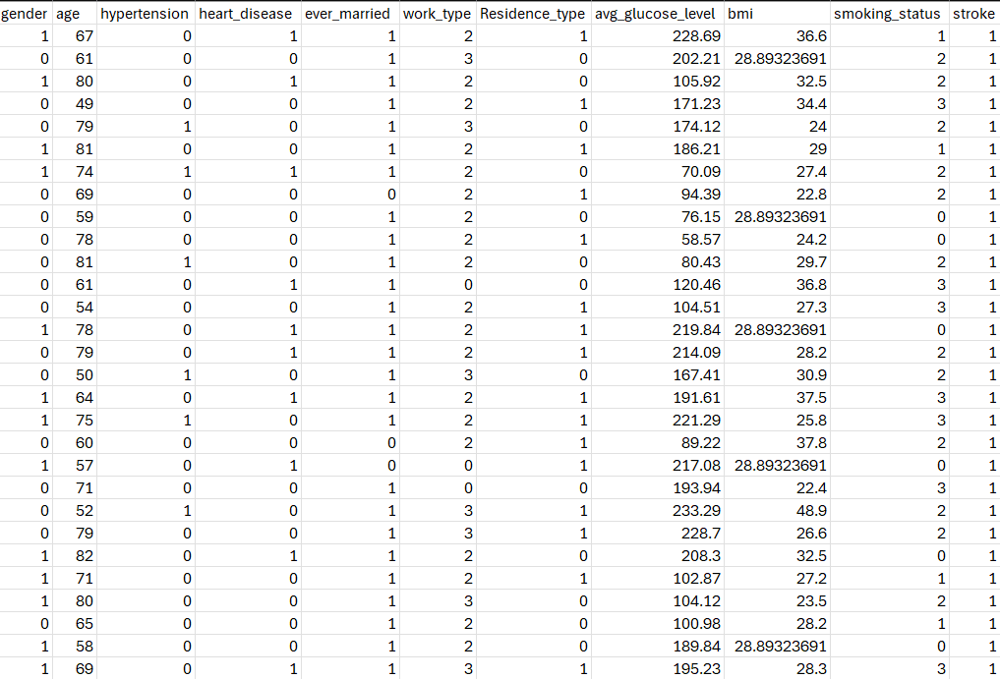 gender age hypertension heart_disease ever_married work_type Residence_type avg_glucose_level bmi smoking_status stroke
1 67 0 1 1 2 1 228.69 36.6 1 1
0 61 0 0 1 3 0 202.21 28.89323691 2 1
1 80 0 1 1 2 0 105.92 32.5 2 1
0 49 0 0 1 2 1 171.23 34.4 3 1
0 79 1 0 1 3 0 174.12 24 2 1
1 81 0 0 1 2 1 186.21 29 1 1
1 74 1 1 1 2 0 70.09 27.4 2 1
0 69 0 0 0 2 1 94.39 22.8 2 1
0 59 0 0 1 2 0 76.15 28.89323691 0 1
0 78 0 0 1 2 1 58.57 24.2 0 1
0 81 1 0 1 2 0 80.43 29.7 2 1
0 61 0 1 1 0 0 120.46 36.8 3 1
0 54 0 0 1 2 1 104.51 27.3 3 1
1 78 0 1 1 2 1 219.84 28.89323691 0 1
0 79 0 1 1 2 1 214.09 28.2 2 1
0 50 1 0 1 3 0 167.41 30.9 2 1
1 64 0 1 1 2 1 191.61 37.5 3 1
1 75 1 0 1 2 1 221.29 25.8 3 1
0 60 0 0 0 2 1 89.22 37.8 2 1
1 57 0 1 0 0 1 217.08 28.89323691 0 1
0 71 0 0 1 0 0 193.94 22.4 3 1
0 52 1 0 1 3 1 233.29 48.9 2 1
0 79 0 0 1 3 1 228.7 26.6 2 1
1 82 0 1 1 2 0 208.3 32.5 0 1
1 71 0 0 1 2 1 102.87 27.2 1 1
1 80 0 0 1 3 0 104.12 23.5 2 1
0 65 0 0 1 2 0 100.98 28.2 1 1
1 58 0 0 1 2 0 189.84 28.89323691 0 1
1 69 0 1 1 3 1 195.23 28.3 3 1